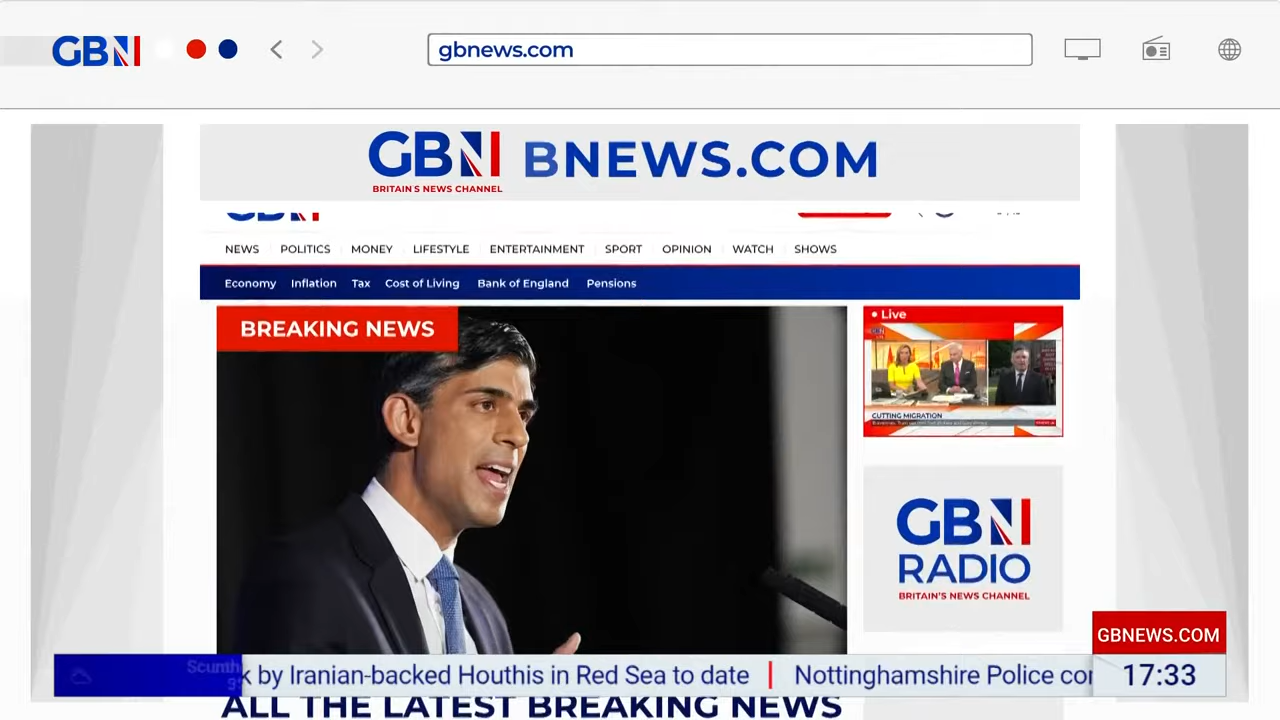 GBN
gbnews.com
GBN
BRITAIN'S NEWS CHANNEL
BNEWS.COM
NEWS POLITICS MONEY LIFESTYLE ENTERTAINMENT SPORT OPINION WATCH SHOWS
Economy Inflation Tax Cost of Living Bank of England Pensions
BREAKING NEWS
Live
CUTTING MIGRATION
GBN
RADIO
BRITAIN'S NEWS CHANNEL
GBNEWS.COM
k by Iranian-backed Houthis in Red Sea to date | Nottinghamshire Police cor
17:33
ALL THE LATEST BREAKING NEWS